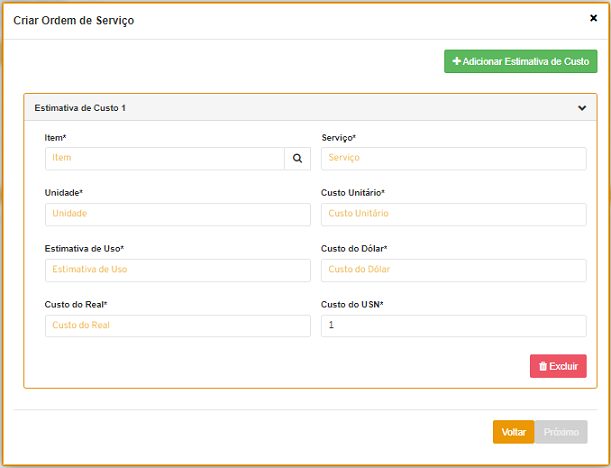 Criar Ordem de Serviço ×
+ Adicionar Estimativa de Custo
Estimativa de Custo 1
Item* Serviço*
Item Serviço
Unidade* Custo Unitário*
Unidade Custo Unitário
Estimativa de Uso* Custo do Dólar*
Estimativa de Uso Custo do Dólar
Custo do Real* Custo do USN*
Custo do Real 1
Excluir
Voltar Próximo